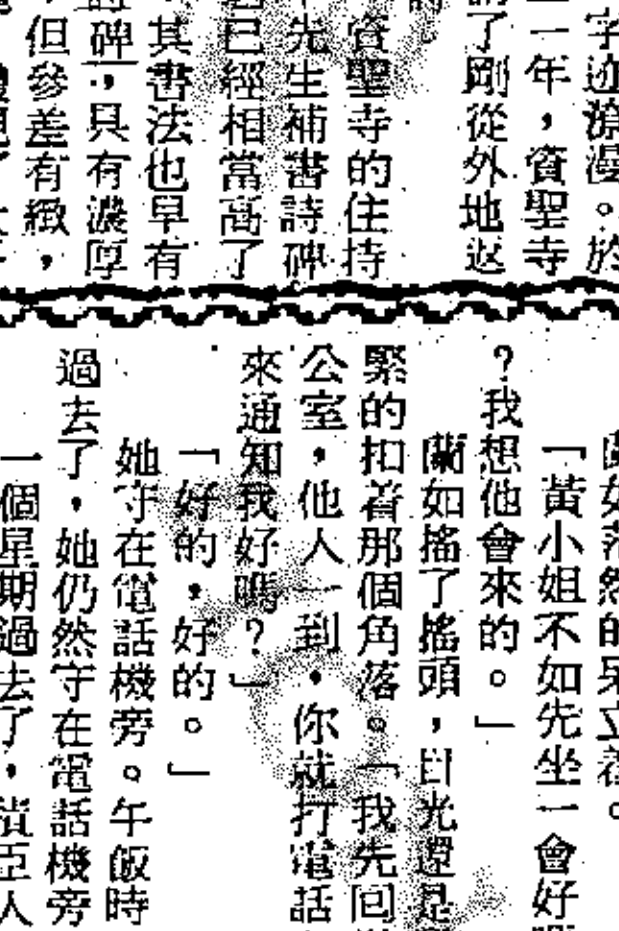 字迹漶漫。於
一年,資聖寺
了剛從外地返
資聖寺的住持
先生補書詩碑
已經相當高了
其書法也早有
碑,具有濃厚
但參差有緻,
蘭如茫然的呆立着。
「黃小姐不如先坐一會好
?我想他會來的。」
蘭如搖了搖頭,目光還是
緊的扣着那個角落。「我先回
公室,他人一到,你就打電話
來通知我好嗎?」
「好的,好的。」
她守在電話機旁。午飯時
過去了,她仍然守在電話機旁
一個星期過去了,